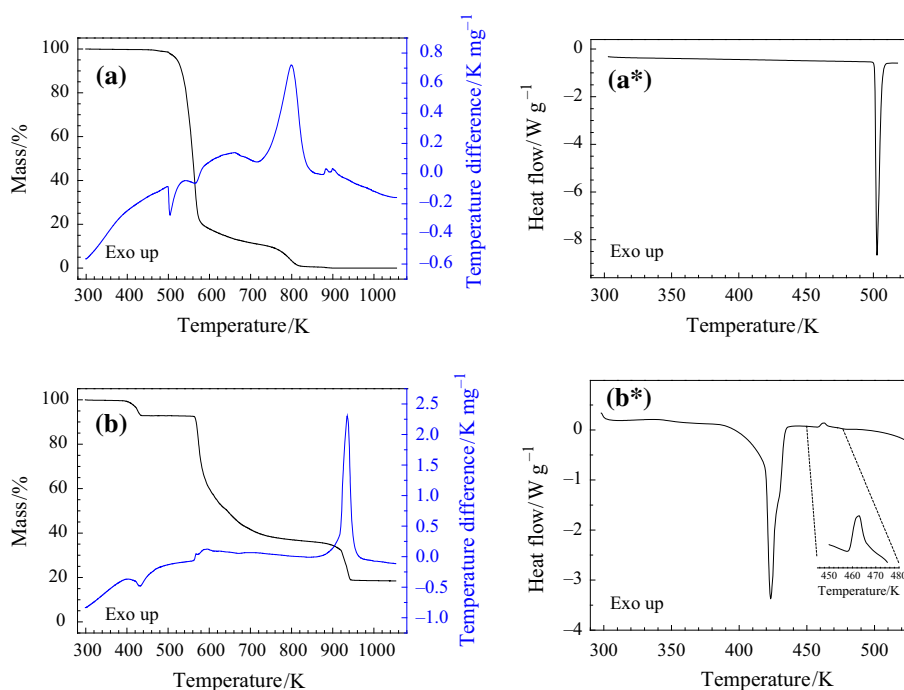 (a)
Mass/%
100
80
60
40
20
0
0.8
0.6
0.4
0.2
0.0
−0.2
−0.4
−0.6
Temperature difference/K mg⁻¹
Exo up
300 400 500 600 700 800 900 1000
Temperature/K
(a*)
Heat flow/W g⁻¹
0
−2
−4
−6
−8
Exo up
300 350 400 450 500
Temperature/K
(b)
Mass/%
100
80
60
40
20
0
2.5
2.0
1.5
1.0
0.5
0.0
−0.5
−1.0
Temperature difference/K mg⁻¹
Exo up
300 400 500 600 700 800 900 1000
Temperature/K
(b*)
Heat flow/W g⁻¹
1
0
−1
−2
−3
−4
450 460 470 480
Temperature/K
Exo up
300 350 400 450 500
Temperature/K